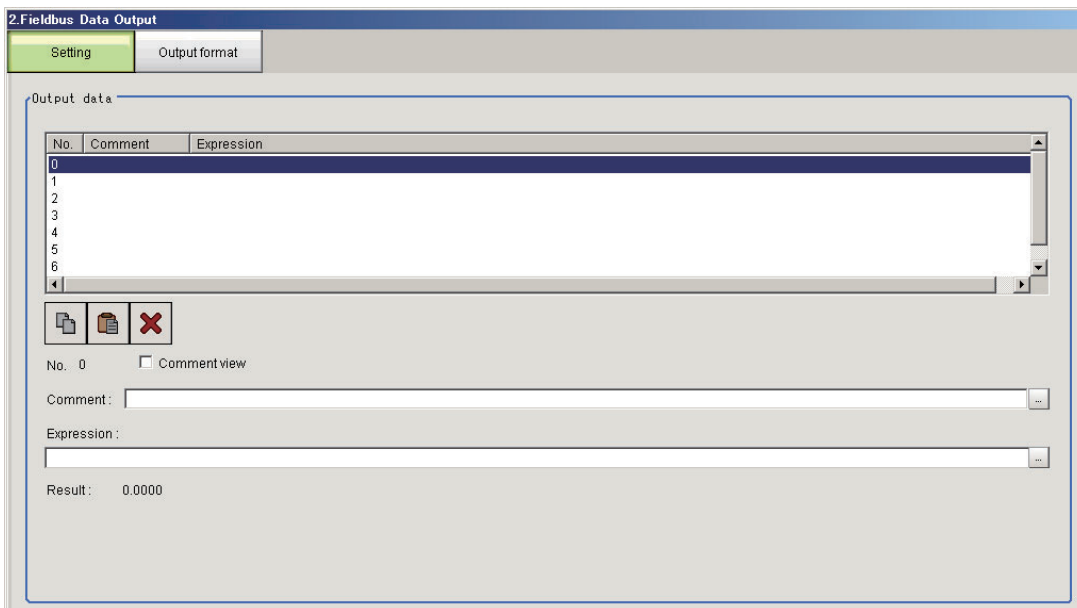 2.Fieldbus Data Output
Setting Output format
Output data
No. Comment Expression
0
1
2
3
4
5
6
No. 0 Comment view
Comment : ...
Expression :
...
Result : 0.0000